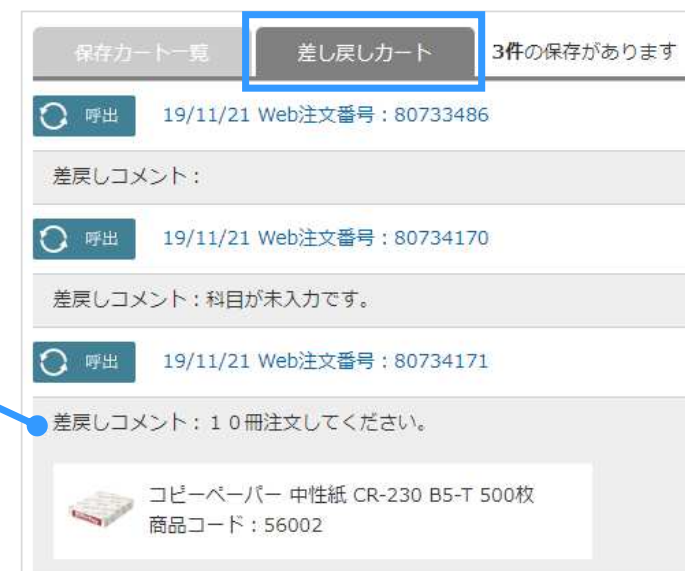 保存カート一覧 差し戻しカート 3件の保存があります
呼出 19/11/21 Web注文番号：80733486
差戻しコメント：
呼出 19/11/21 Web注文番号：80734170
差戻しコメント：科目が未入力です。
呼出 19/11/21 Web注文番号：80734171
差戻しコメント：１０冊注文してください。
コピーペーパー 中性紙 CR-230 B5-T 500枚
商品コード：56002